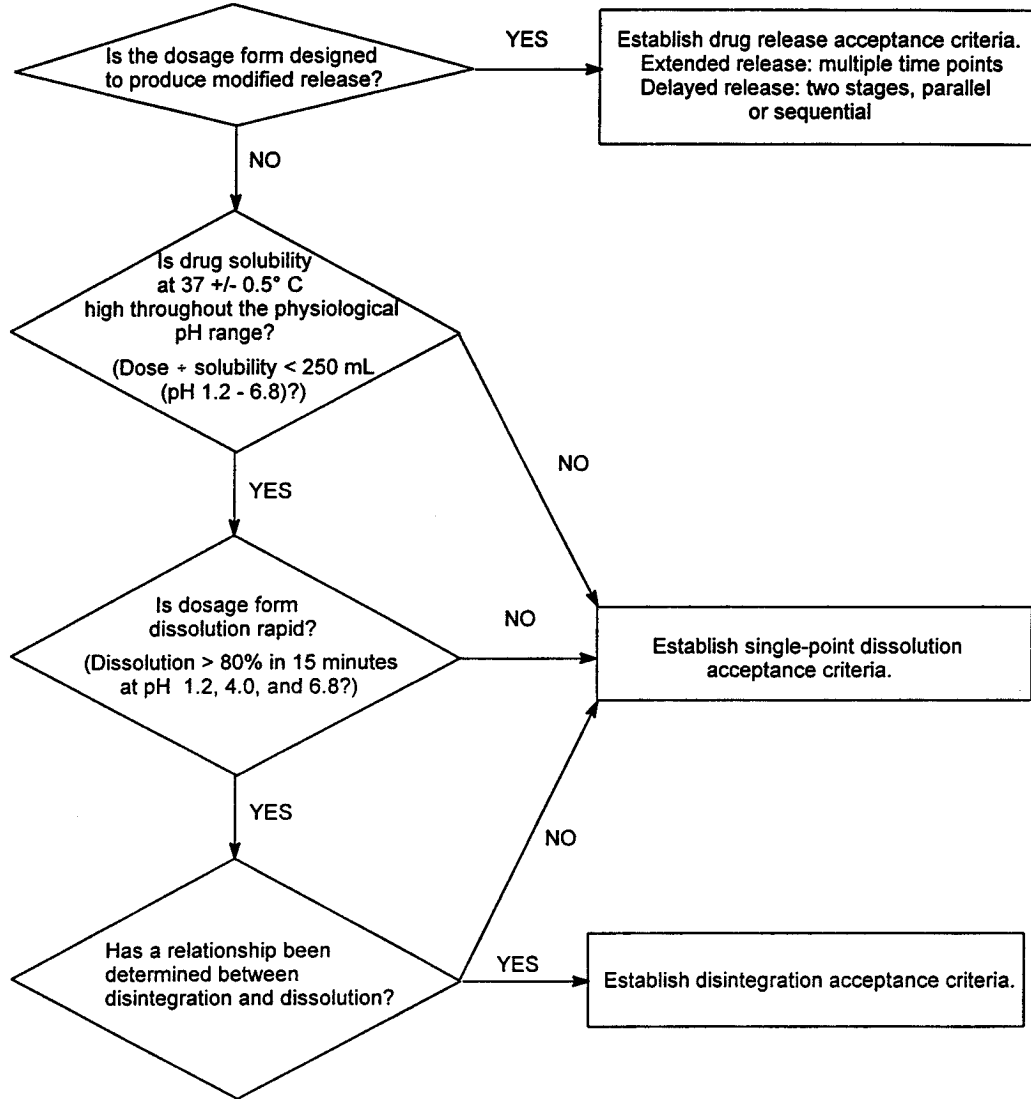 Is the dosage form designed
to produce modified release?
YES
Establish drug release acceptance criteria.
Extended release: multiple time points
Delayed release: two stages, parallel
or sequential
NO
Is drug solubility
at 37 +/- 0.5° C
high throughout the physiological
pH range?
(Dose ÷ solubility < 250 mL
(pH 1.2 - 6.8)?)
NO
YES
Is dosage form
dissolution rapid?
(Dissolution > 80% in 15 minutes
at pH 1.2, 4.0, and 6.8?)
NO
Establish single-point dissolution
acceptance criteria.
YES
NO
Has a relationship been
determined between
disintegration and dissolution?
YES
Establish disintegration acceptance criteria.